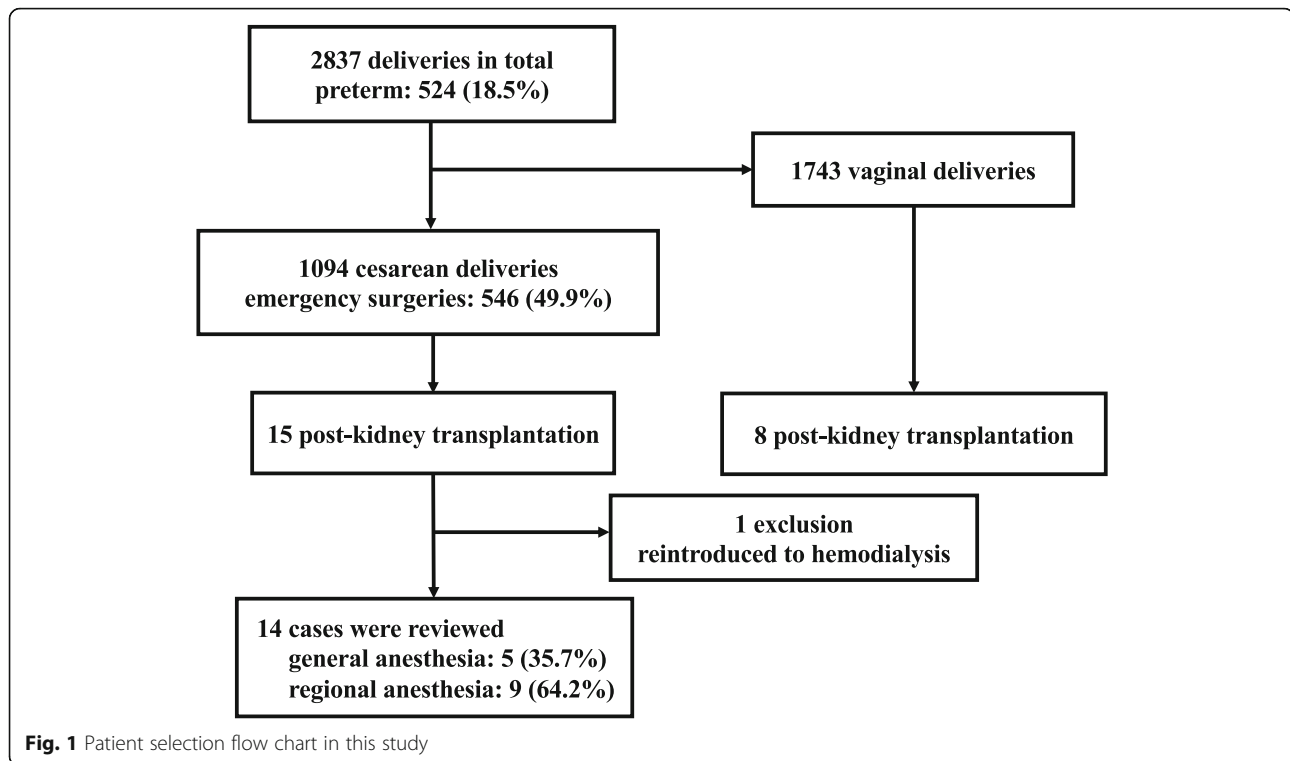 2837 deliveries in total
preterm: 524 (18.5%)
1743 vaginal deliveries
1094 cesarean deliveries
emergency surgeries: 546 (49.9%)
15 post-kidney transplantation
8 post-kidney transplantation
1 exclusion
reintroduced to hemodialysis
14 cases were reviewed
general anesthesia: 5 (35.7%)
regional anesthesia: 9 (64.2%)
Fig. 1 Patient selection flow chart in this study